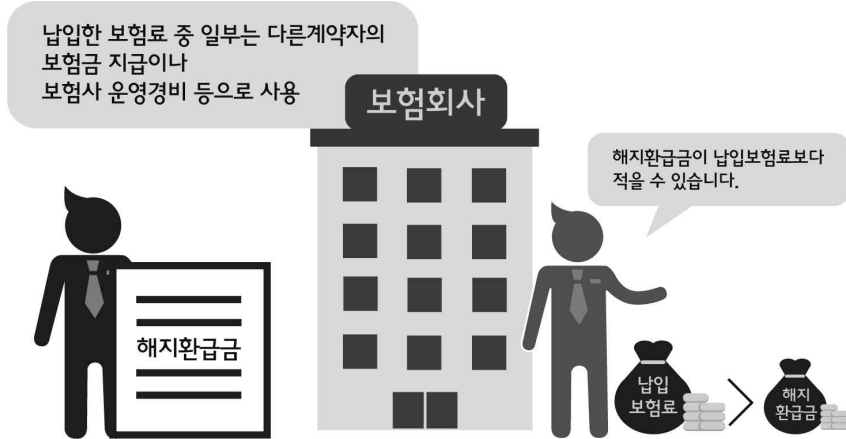 납입한 보험료 중 일부는 다른계약자의
보험금 지급이나
보험사 운영경비 등으로 사용
보험회사
해지환급금이 납입보험료보다
적을 수 있습니다.
해지환급금
납입
보험료
>
해지
환급금